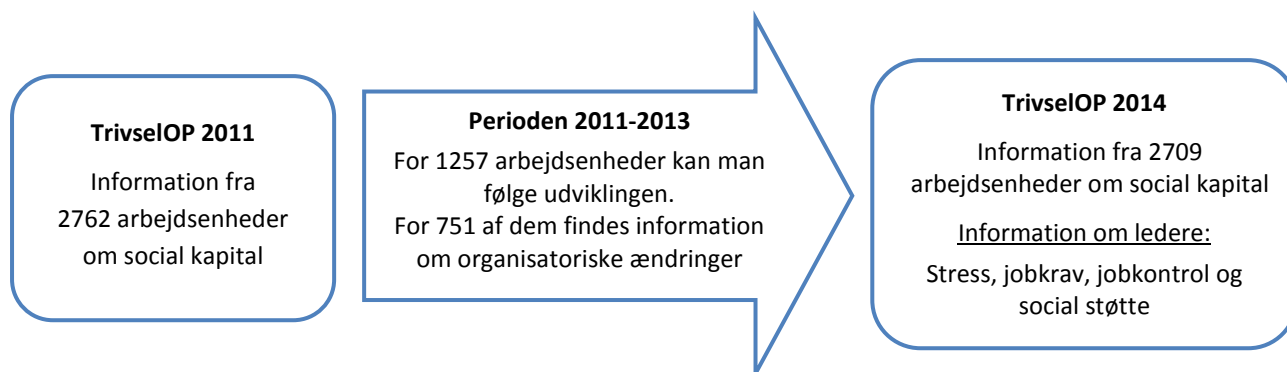 TrivselOP 2011
Information fra
2762 arbejdsenheder
om social kapital
Perioden 2011-2013
For 1257 arbejdsenheder kan man
følge udviklingen.
For 751 af dem findes information
om organisatoriske ændringer
TrivselOP 2014
Information fra 2709
arbejdsenheder om social kapital
Information om ledere:
Stress, jobkrav, jobkontrol og
social støtte